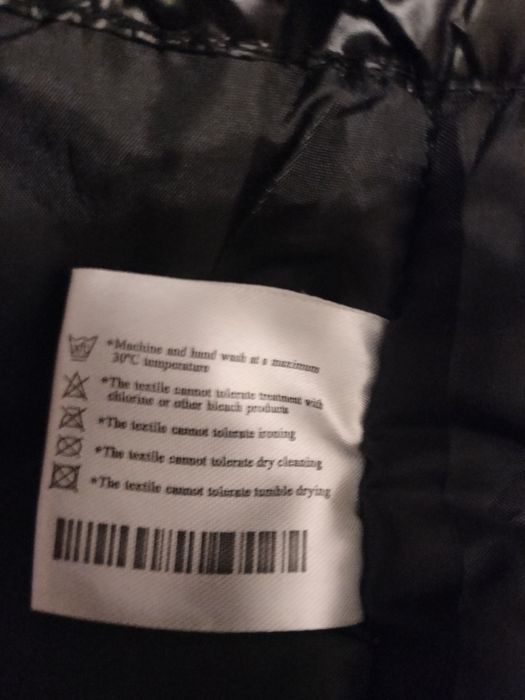 *Machine and hand wash at a maximum
30°C temperature
*The textile cannot tolerate treatment with
chlorine or other bleach products
*The textile cannot tolerate ironing
*The textile cannot tolerate dry cleaning
*The textile cannot tolerate tumble drying